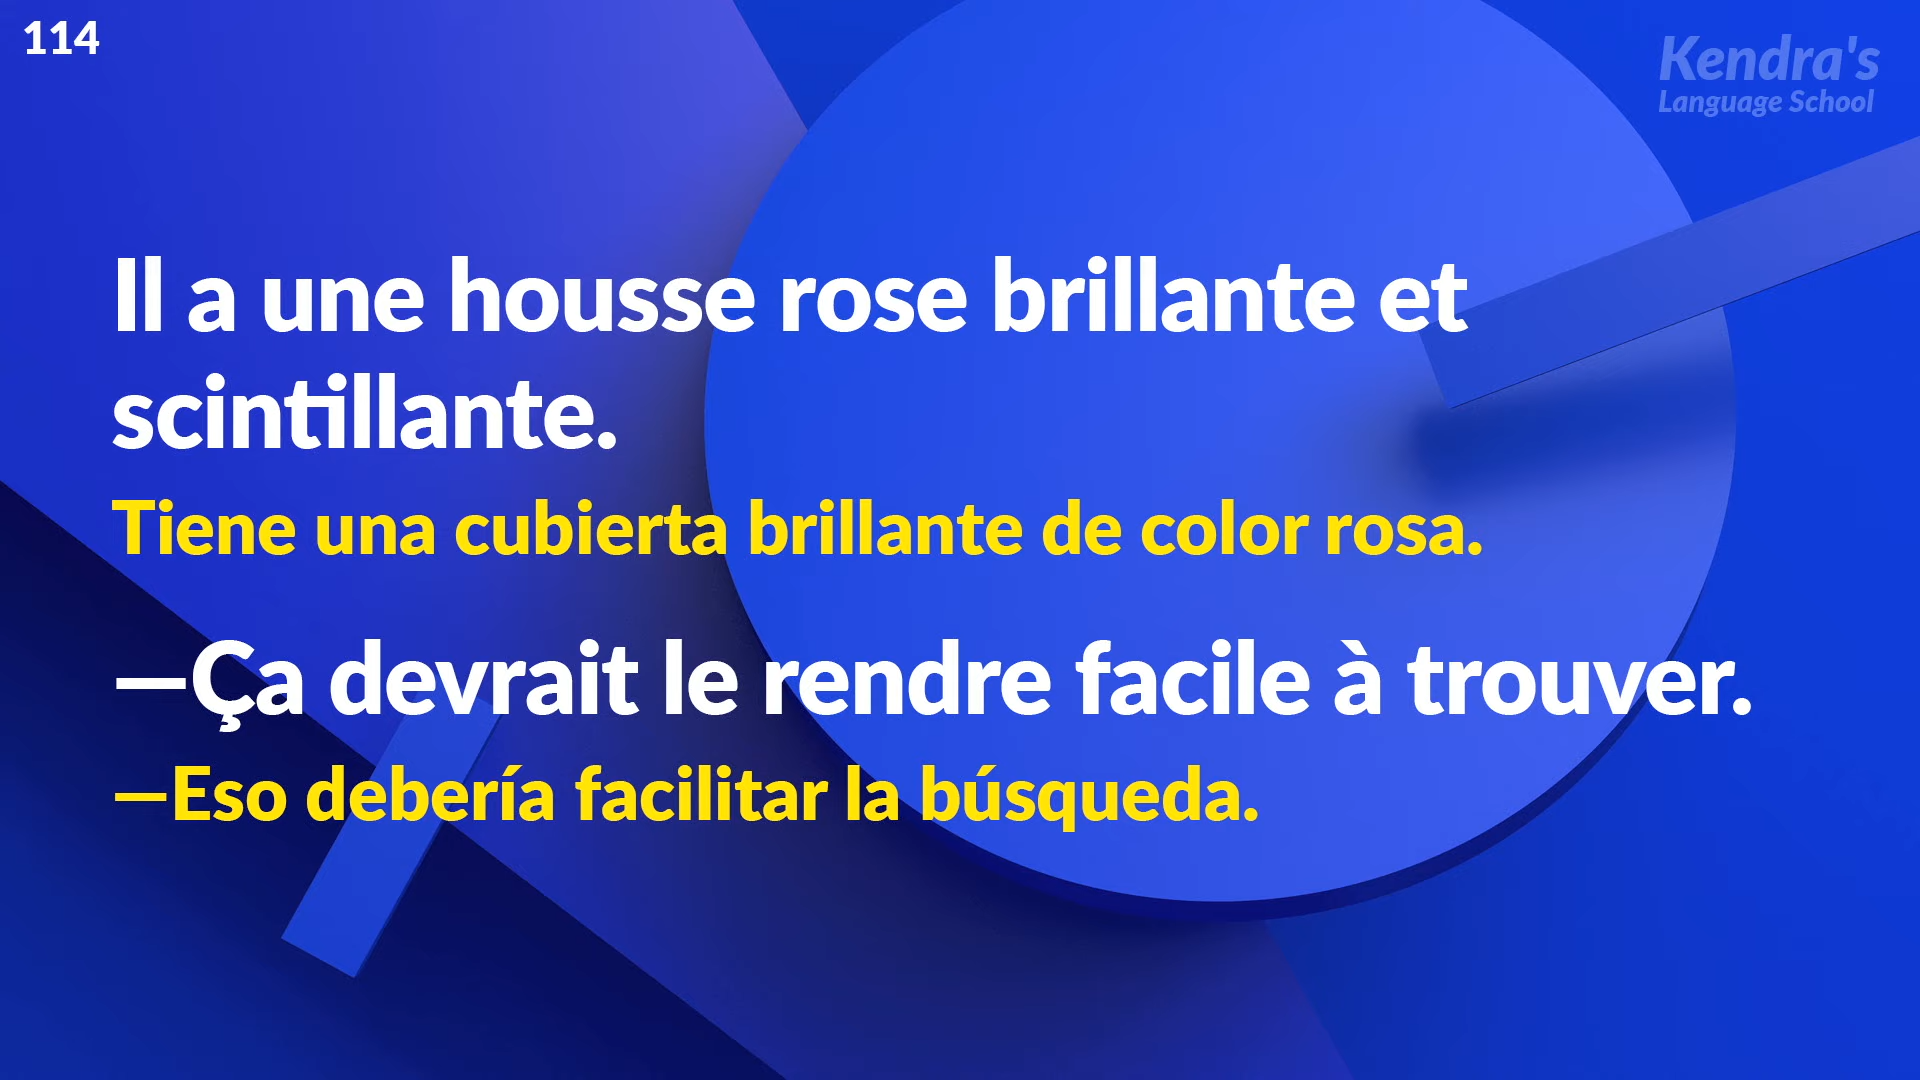 114
Kendra's
Language School
Il a une housse rose brillante et
scintillante.
Tiene una cubierta brillante de color rosa.
—Ça devrait le rendre facile à trouver.
—Eso debería facilitar la búsqueda.